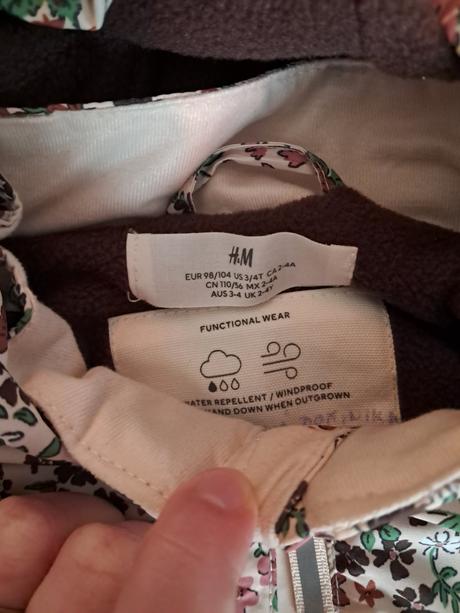 H&M
EUR 98/104 US 3/4T CA 2-4A
CN 110/56 MX 2-4A
AUS 3-4 UK 2-4Y
FUNCTIONAL WEAR
WATER REPELLENT / WINDPROOF
HAND DOWN WHEN OUTGROWN